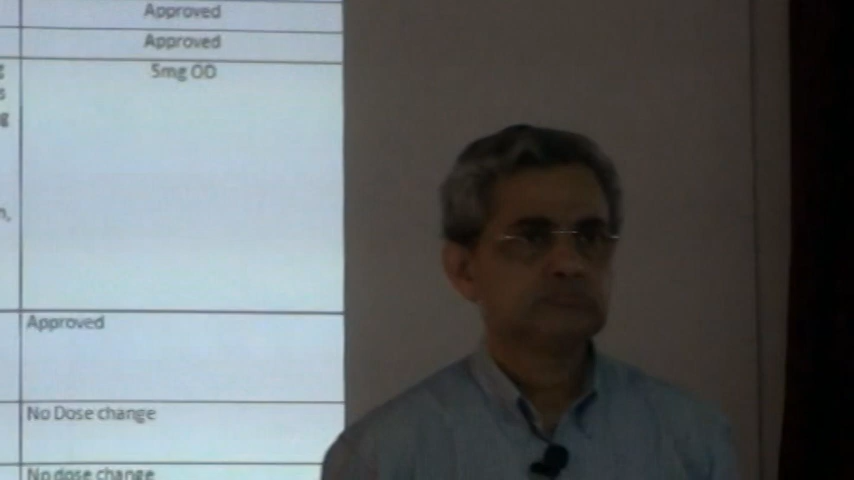 Approved
Approved
5mg OD
Approved
No Dose change
No dose change